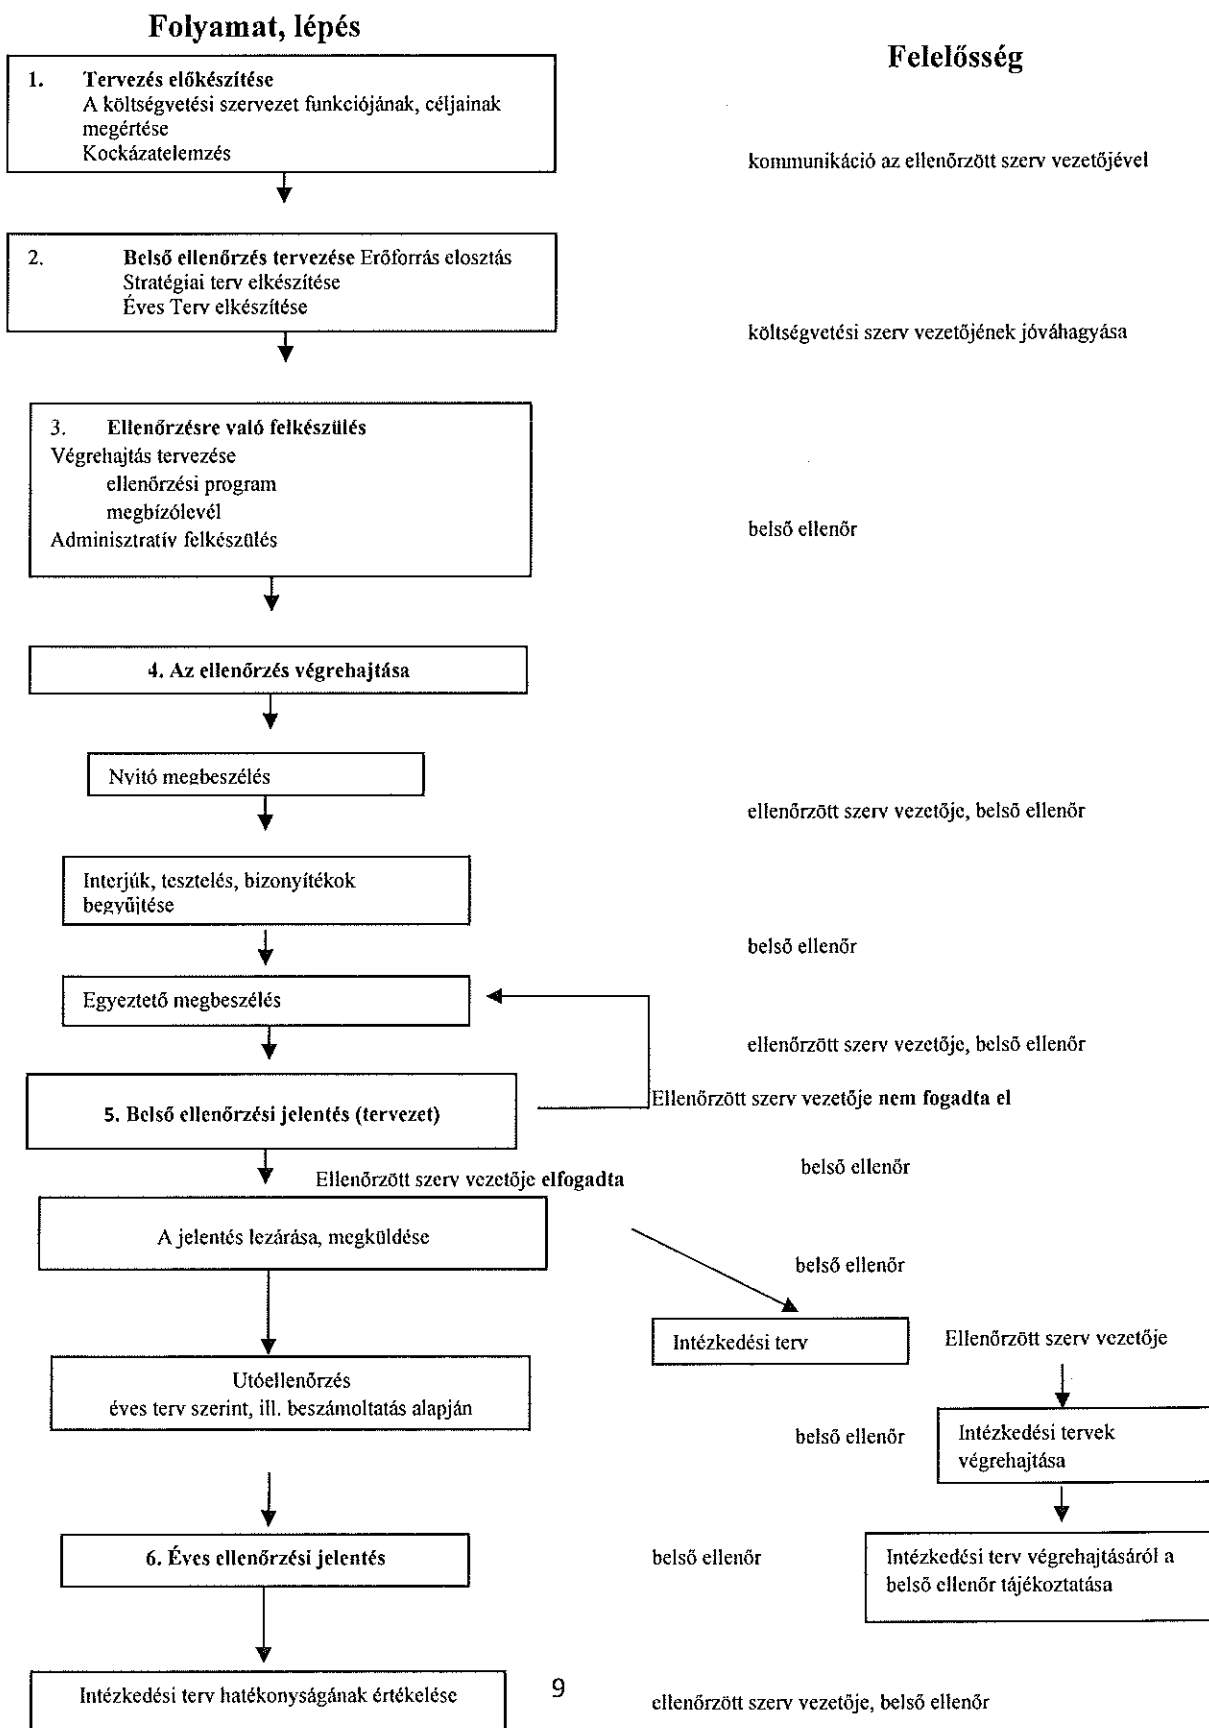 Folyamat, lépés
Felelősség
1. Tervezés előkészítése
A költségvetési szervezet funkciójának, céljainak
megértése
Kockázatelemzés
kommunikáció az ellenőrzött szerv vezetőjével
2. Belső ellenőrzés tervezése Erőforrás elosztás
Stratégiai terv elkészítése
Éves Terv elkészítése
költségvetési szerv vezetőjének jóváhagyása
3. Ellenőrzésre való felkészülés
Végrehajtás tervezése
ellenőrzési program
megbízólevél
Adminisztratív felkészülés
belső ellenőr
4. Az ellenőrzés végrehajtása
Nyitó megbeszélés
ellenőrzött szerv vezetője, belső ellenőr
Interjúk, tesztelés, bizonyítékok
begyűjtése
belső ellenőr
Egyeztető megbeszélés
ellenőrzött szerv vezetője, belső ellenőr
5. Belső ellenőrzési jelentés (tervezet)
Ellenőrzött szerv vezetője nem fogadta el
belső ellenőr
Ellenőrzött szerv vezetője elfogadta
A jelentés lezárása, megküldése
belső ellenőr
Intézkedési terv
Ellenőrzött szerv vezetője
Utóellenőrzés
éves terv szerint, ill. beszámoltatás alapján
belső ellenőr
Intézkedési tervek
végrehajtása
6. Éves ellenőrzési jelentés
belső ellenőr
Intézkedési terv végrehajtásáról a
belső ellenőr tájékoztatása
Intézkedési terv hatékonyságának értékelése
9
ellenőrzött szerv vezetője, belső ellenőr